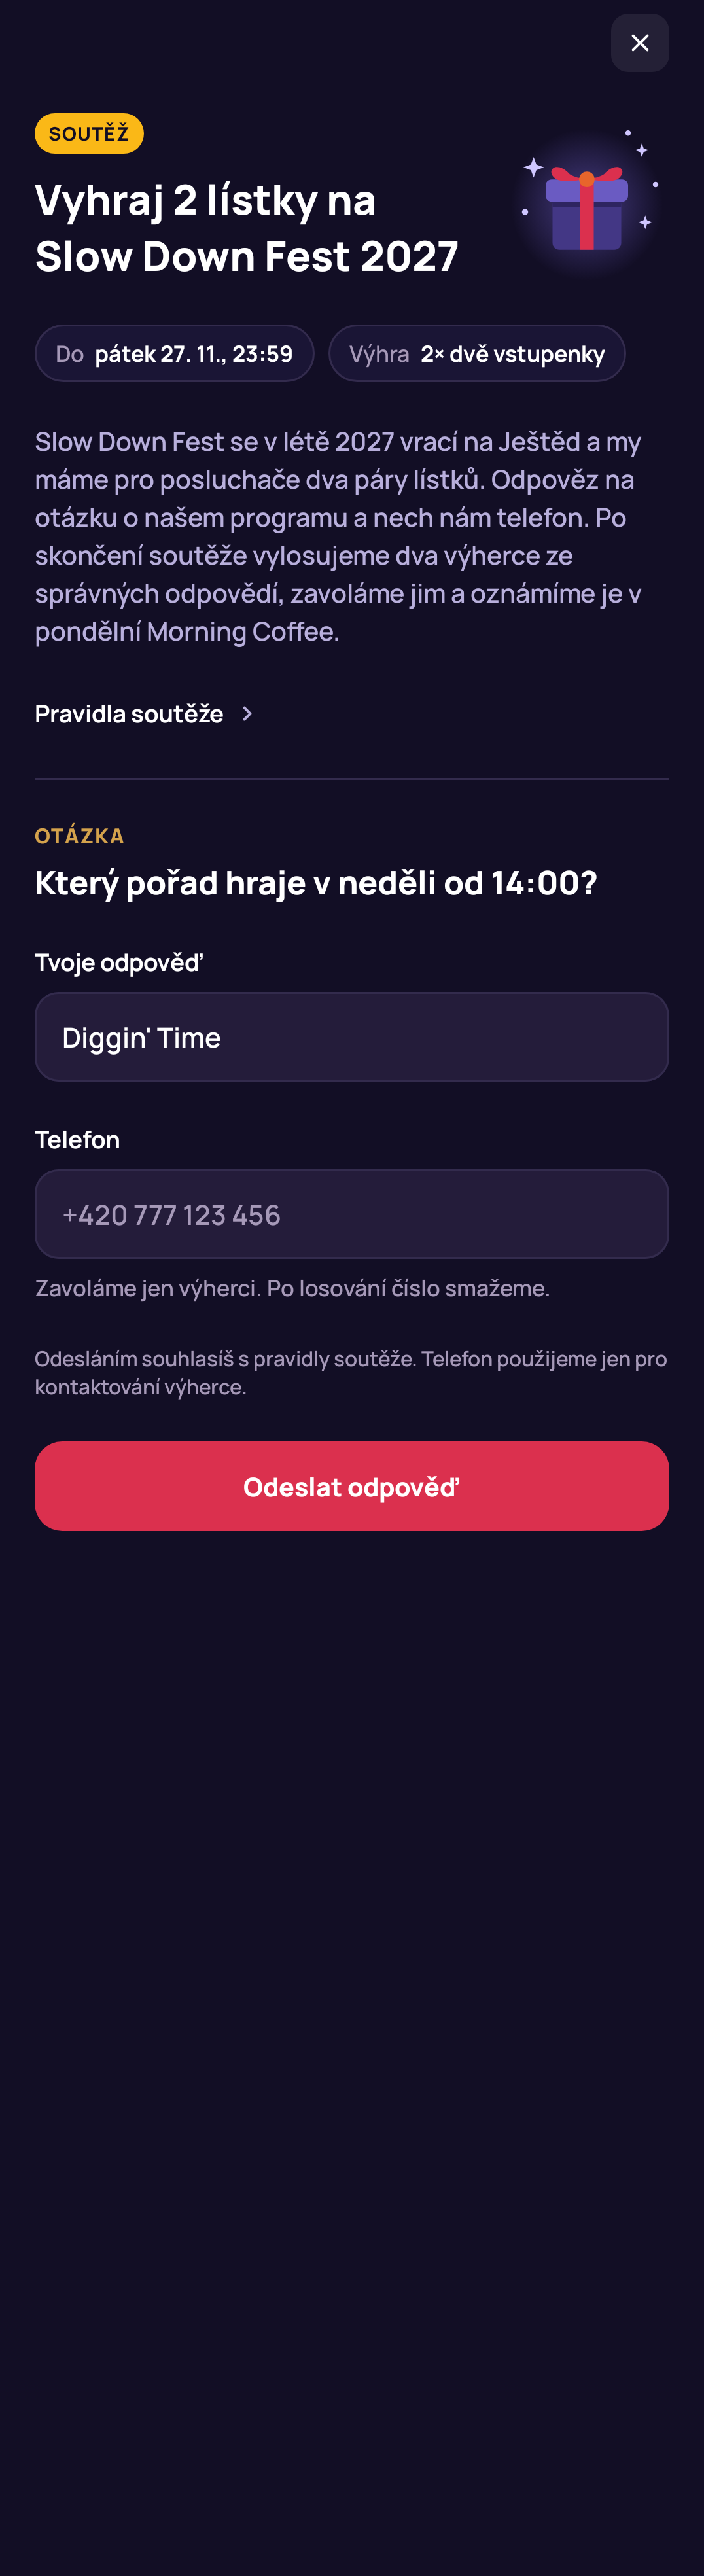 SOUTĚŽ
Vyhraj 2 lístky na
Slow Down Fest 2027
Do pátek 27. 11., 23:59
Výhra 2× dvě vstupenky
Slow Down Fest se v létě 2027 vrací na Ještěd a my
máme pro posluchače dva páry lístků. Odpověz na
otázku o našem programu a nech nám telefon. Po
skončení soutěže vylosujeme dva výherce ze
správných odpovědí, zavoláme jim a oznámíme je v
pondělní Morning Coffee.
Pravidla soutěže
OTÁZKA
Který pořad hraje v neděli od 14:00?
Tvoje odpověď
Diggin' Time
Telefon
+420 777 123 456
Zavoláme jen výherci. Po losování číslo smažeme.
Odesláním souhlasíš s pravidly soutěže. Telefon použijeme jen pro
kontaktování výherce.
Odeslat odpověď